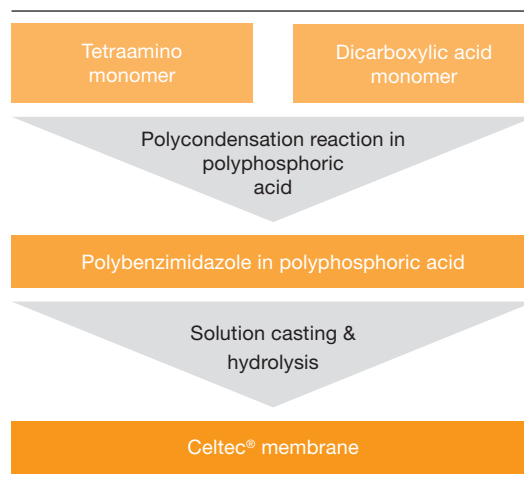 Tetraamino
monomer
Dicarboxylic acid
monomer
Polycondensation reaction in
polyphosphoric
acid
Polybenzimidazole in polyphosphoric acid
Solution casting &
hydrolysis
Celtec® membrane